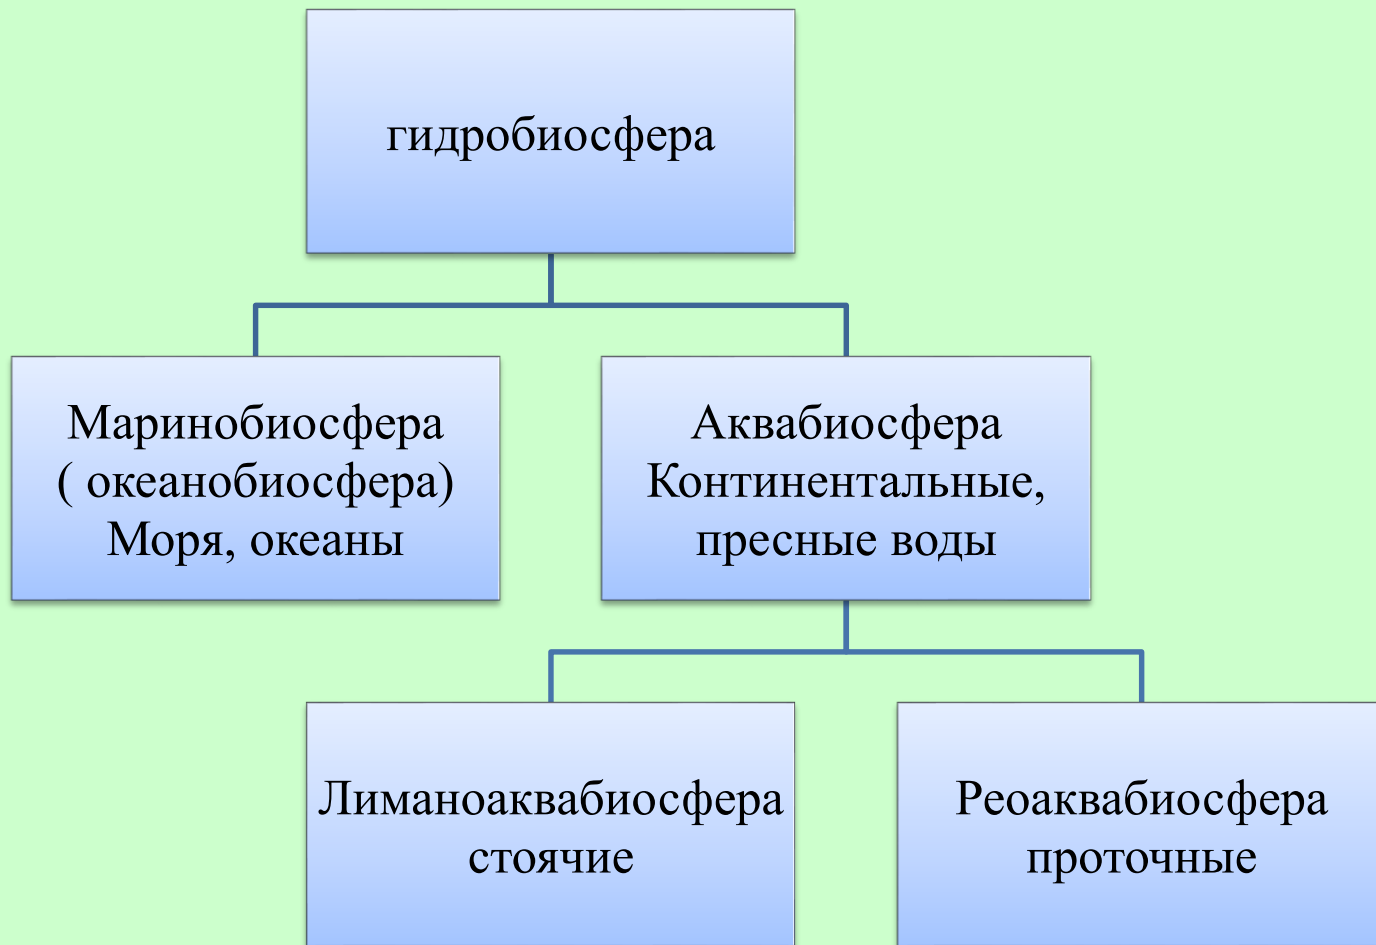 гидробиосфера
Маринобиосфера
( океанобиосфера)
Моря, океаны
Аквабиосфера
Континентальные,
пресные воды
Лиманоаквабиосфера
стоячие
Реоаквабиосфера
проточные